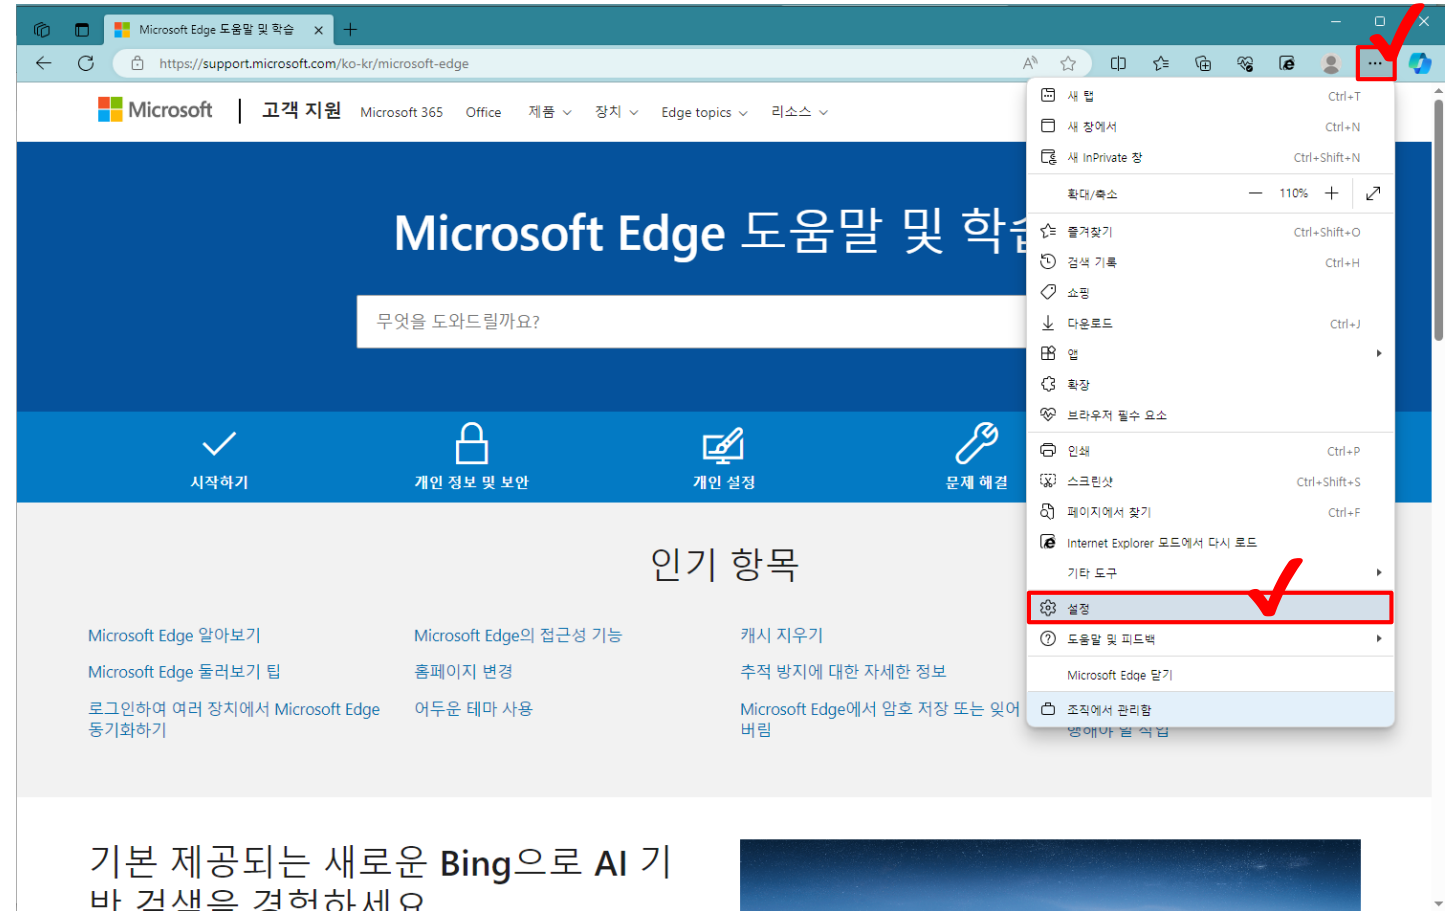 Microsoft Edge 도움말 및 학습
https://support.microsoft.com/ko-kr/microsoft-edge
Microsoft 고객 지원 Microsoft 365 Office 제품 장치 Edge topics 리소스
Microsoft Edge 도움말 및 학습
무엇을 도와드릴까요?
시작하기 개인 정보 및 보안 개인 설정 문제 해결
인기 항목
Microsoft Edge 알아보기
Microsoft Edge 둘러보기 팁
로그인하여 여러 장치에서 Microsoft Edge
동기화하기
Microsoft Edge의 접근성 기능
홈페이지 변경
어두운 테마 사용
캐시 지우기
추적 방지에 대한 자세한 정보
Microsoft Edge에서 암호 저장 또는 잊어
버림
기본 제공되는 새로운 Bing으로 AI 기
반 검색을 경험하세요
새 탭 Ctrl+T
새 창에서 Ctrl+N
새 InPrivate 창 Ctrl+Shift+N
확대/축소 110%
즐겨찾기 Ctrl+Shift+O
검색 기록 Ctrl+H
쇼핑
다운로드 Ctrl+J
앱
확장
브라우저 필수 요소
인쇄 Ctrl+P
스크린샷 Ctrl+Shift+S
페이지에서 찾기 Ctrl+F
Internet Explorer 모드에서 다시 로드
기타 도구
설정
도움말 및 피드백
Microsoft Edge 닫기
조직에서 관리함